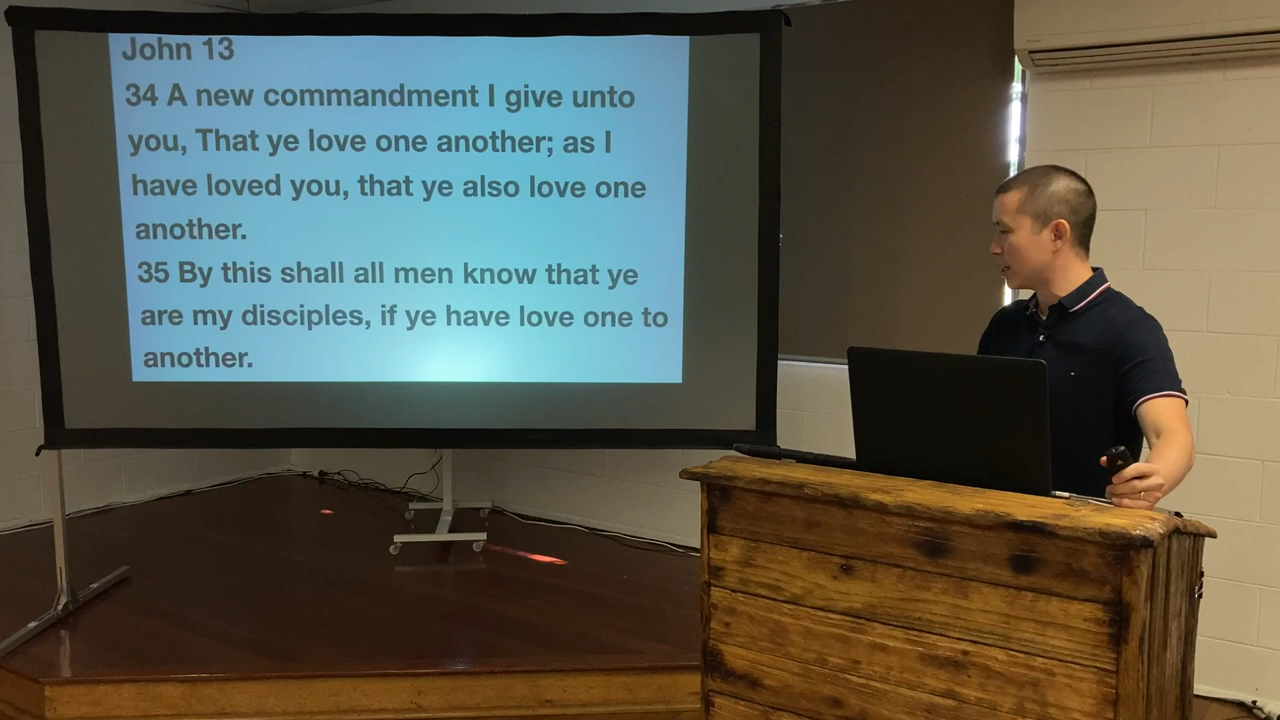 John 13
34 A new commandment I give unto
you, That ye love one another; as I
have loved you, that ye also love one
another.
35 By this shall all men know that ye
are my disciples, if ye have love one to
another.